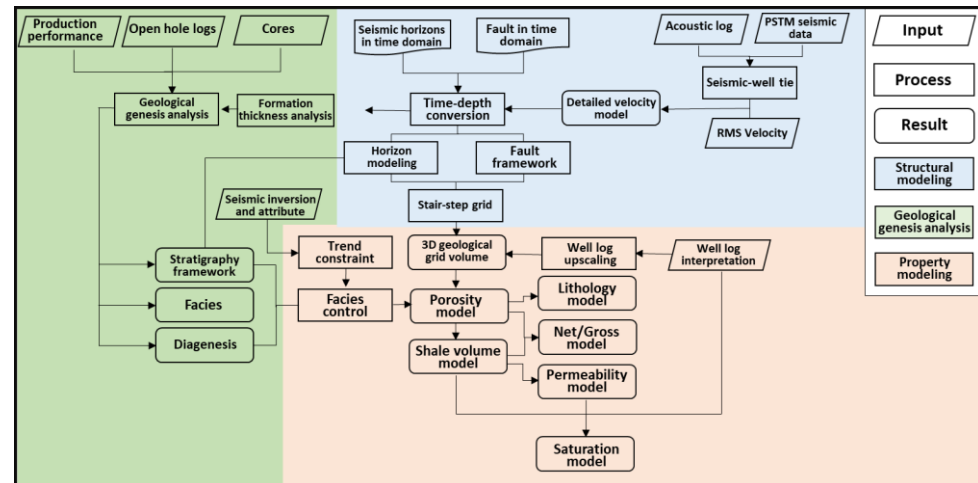 Production
performance
Open hole logs
Cores
Geological
genesis analysis
Formation
thickness analysis
Seismic horizons
in time domain
Fault in time
domain
Acoustic log
PSTM seismic
data
Seismic-well tie
Time-depth
conversion
Detailed velocity
model
RMS Velocity
Horizon
modeling
Fault
framework
Stair-step grid
Seismic inversion
and attribute
Stratigraphy
framework
Facies
Diagenesis
Trend
constraint
Facies
control
3D geological
grid volume
Well log
upscaling
Well log
interpretation
Porosity
model
Lithology
model
Net/Gross
model
Shale volume
model
Permeability
model
Saturation
model
Input
Process
Result
Structural
modeling
Geological
genesis analysis
Property
modeling